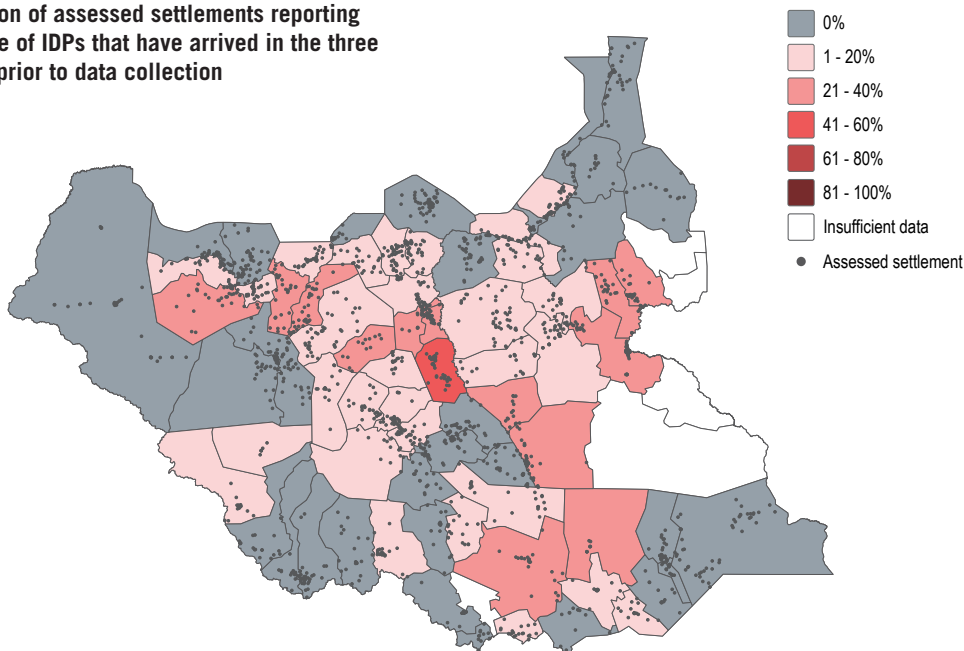 of assessed settlements reporting
of IDPs that have arrived in the three
prior to data collection
0%
1 - 20%
21 - 40%
41 - 60%
61 - 80%
81 - 100%
Insufficient data
Assessed settlement